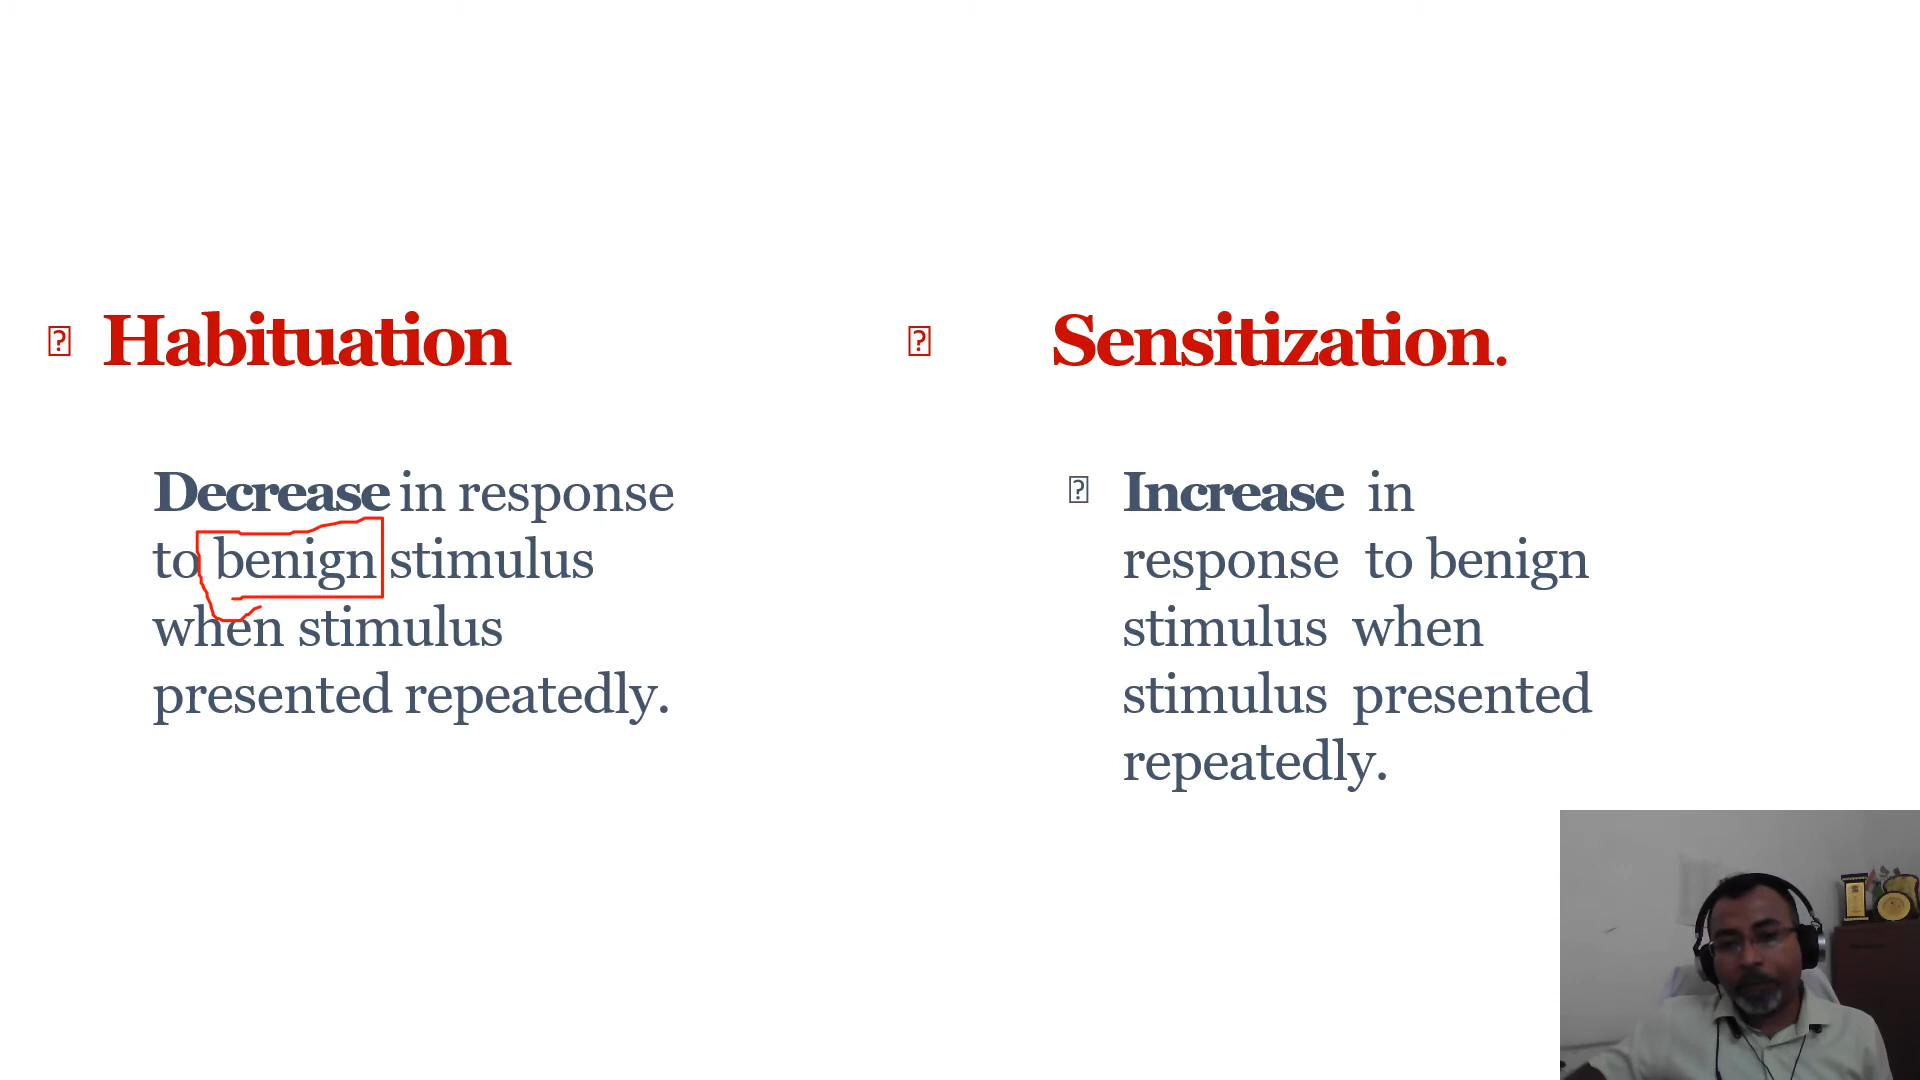 Habituation
Decrease in response
to benign stimulus
when stimulus
presented repeatedly.
Sensitization.
Increase in
response to benign
stimulus when
stimulus presented
repeatedly.